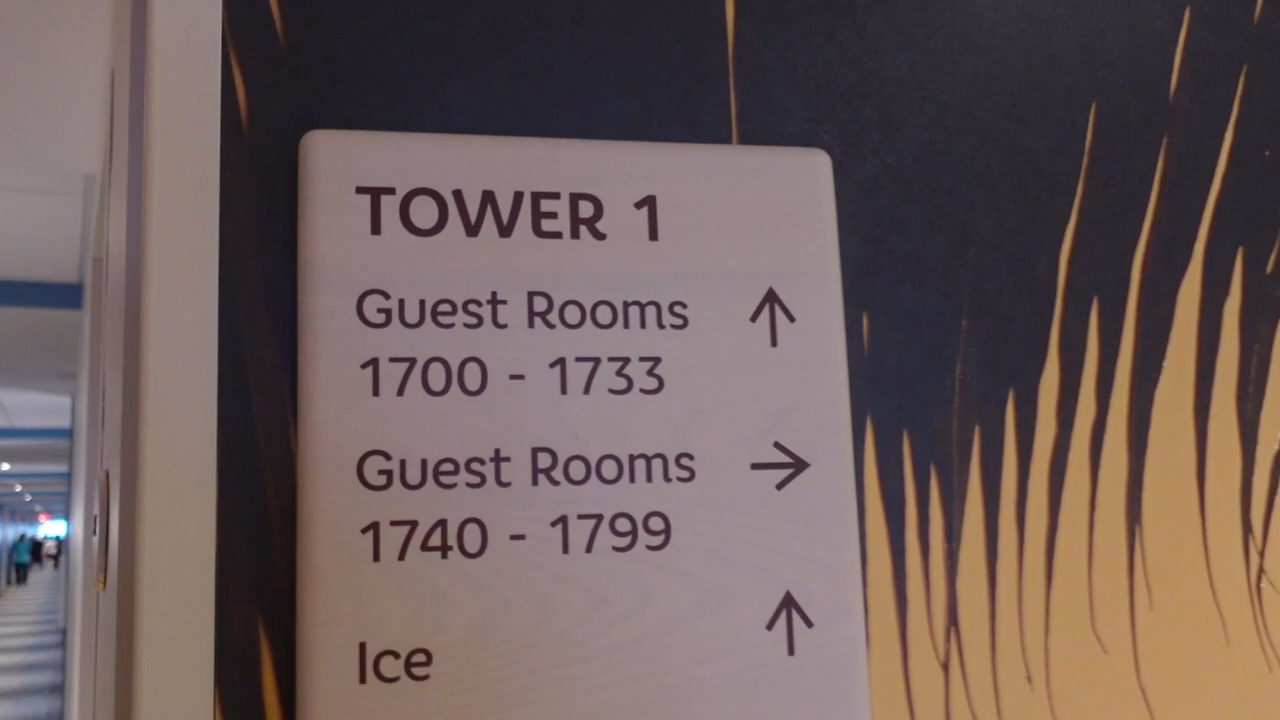 TOWER 1
Guest Rooms ↑
1700 - 1733
Guest Rooms →
1740 - 1799
Ice ↑